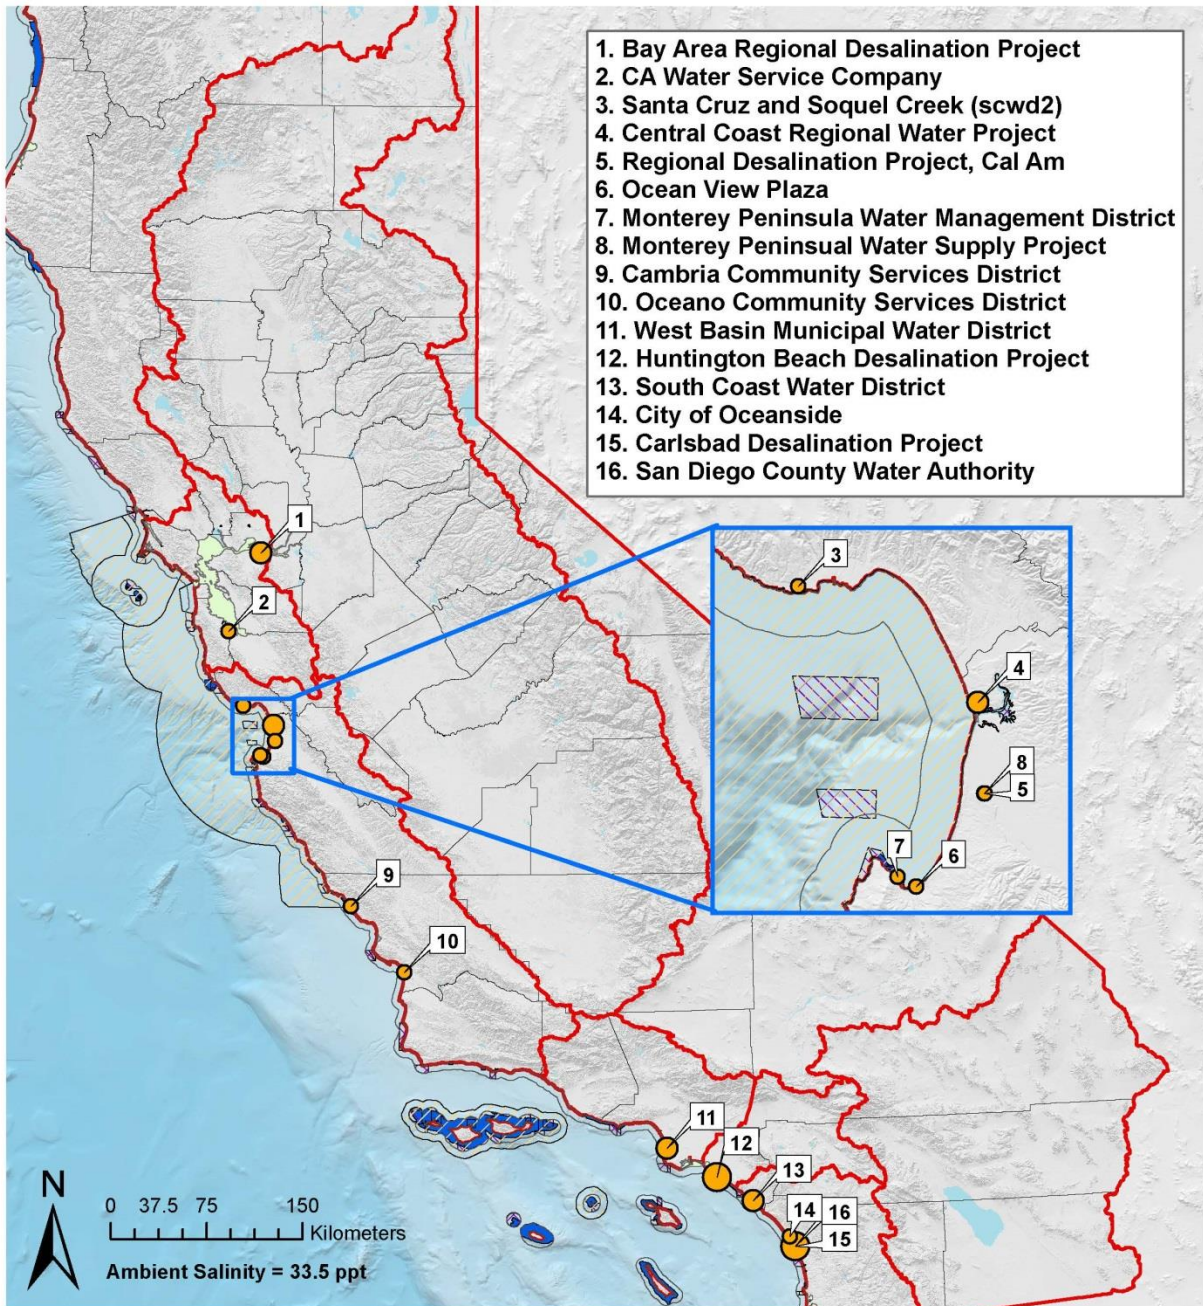 1. Bay Area Regional Desalination Project
2. CA Water Service Company
3. Santa Cruz and Soquel Creek (scwd2)
4. Central Coast Regional Water Project
5. Regional Desalination Project, Cal Am
6. Ocean View Plaza
7. Monterey Peninsula Water Management District
8. Monterey Peninsual Water Supply Project
9. Cambria Community Services District
10. Oceano Community Services District
11. West Basin Municipal Water District
12. Huntington Beach Desalination Project
13. South Coast Water District
14. City of Oceanside
15. Carlsbad Desalination Project
16. San Diego County Water Authority
1
2
3
4
8
5
7
6
9
10
11
12
13
14 16
15
N
0 37.5 75 150
Kilometers
Ambient Salinity = 33.5 ppt